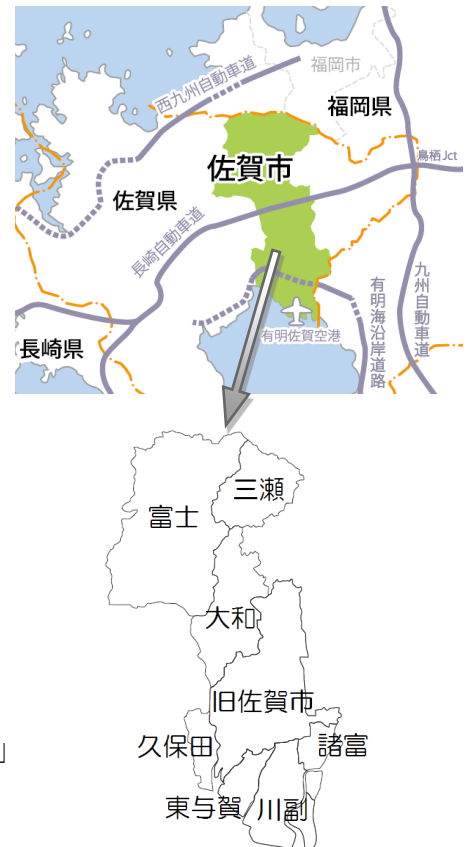 福岡市
西九州自動車道
福岡県
鳥栖Jct
佐賀市
佐賀県
長崎自動車道
九州自動車道
有明海沿岸道路
有明佐賀空港
長崎県
三瀬
富士
大和
旧佐賀市
久保田
諸富
」
東与賀
川副